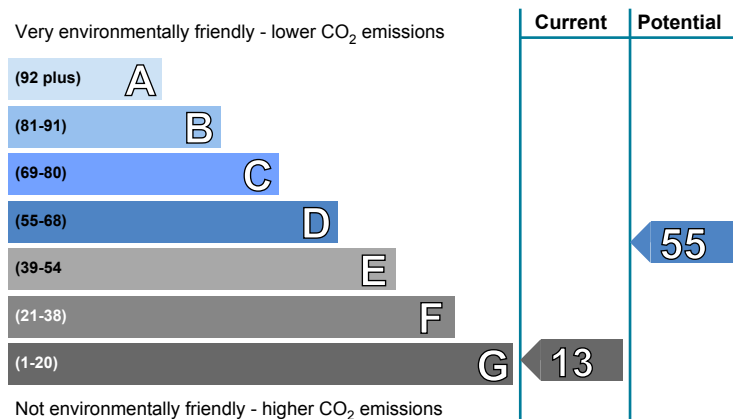 Current Potential
Very environmentally friendly - lower CO2 emissions
(92 plus) A
(81-91) B
(69-80) C
(55-68) D
55
(39-54 E
(21-38) F
(1-20) G 13
Not environmentally friendly - higher CO2 emissions